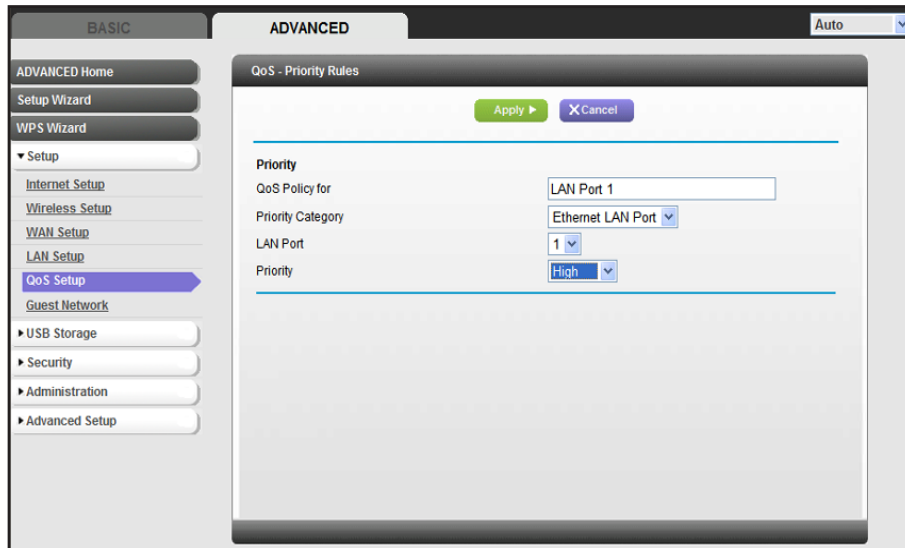 BASIC
ADVANCED
Auto
ADVANCED Home
Setup Wizard
WPS Wizard
Setup
Internet Setup
Wireless Setup
WAN Setup
LAN Setup
QoS Setup
Guest Network
USB Storage
Security
Administration
Advanced Setup
QoS - Priority Rules
Apply
Cancel
Priority
QoS Policy for LAN Port 1
Priority Category Ethernet LAN Port
LAN Port 1
Priority High